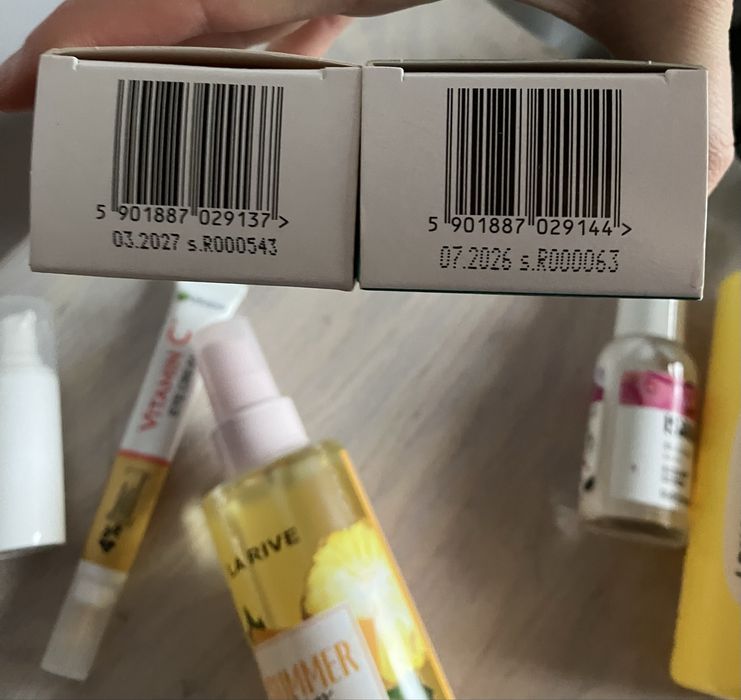 5 901887 029137 >
03.2027 s.R000543
5 901887 029144 >
07.2026 s.R000063
VITAMIN C
LA RIVE
SUMMER